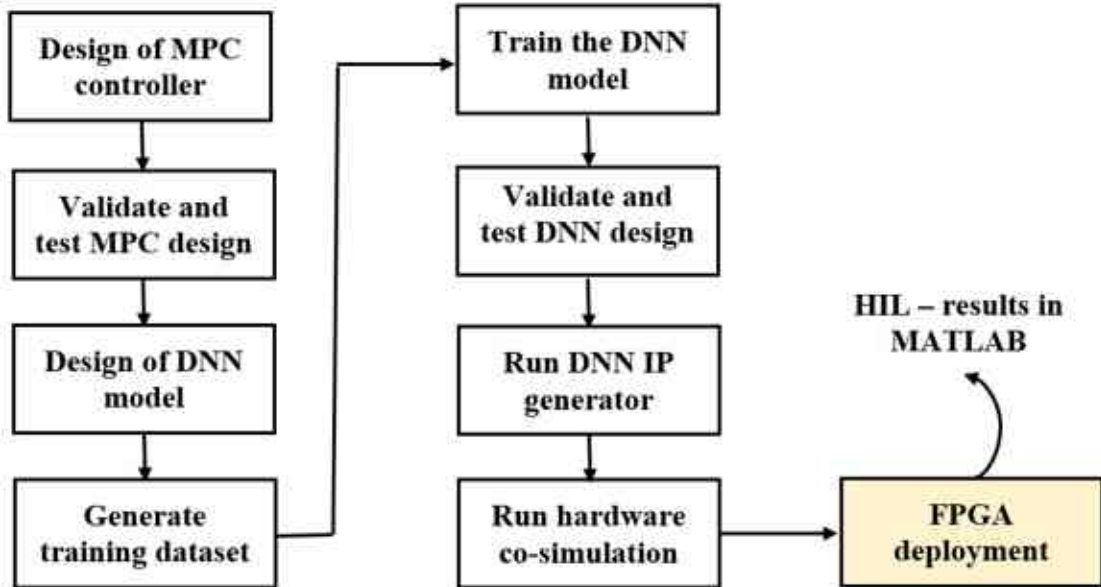 Design of MPC
controller
Validate and
test MPC design
Design of DNN
model
Generate
training dataset
Train the DNN
model
Validate and
test DNN design
Run DNN IP
generator
Run hardware
co-simulation
FPGA
deployment
HIL – results in
MATLAB